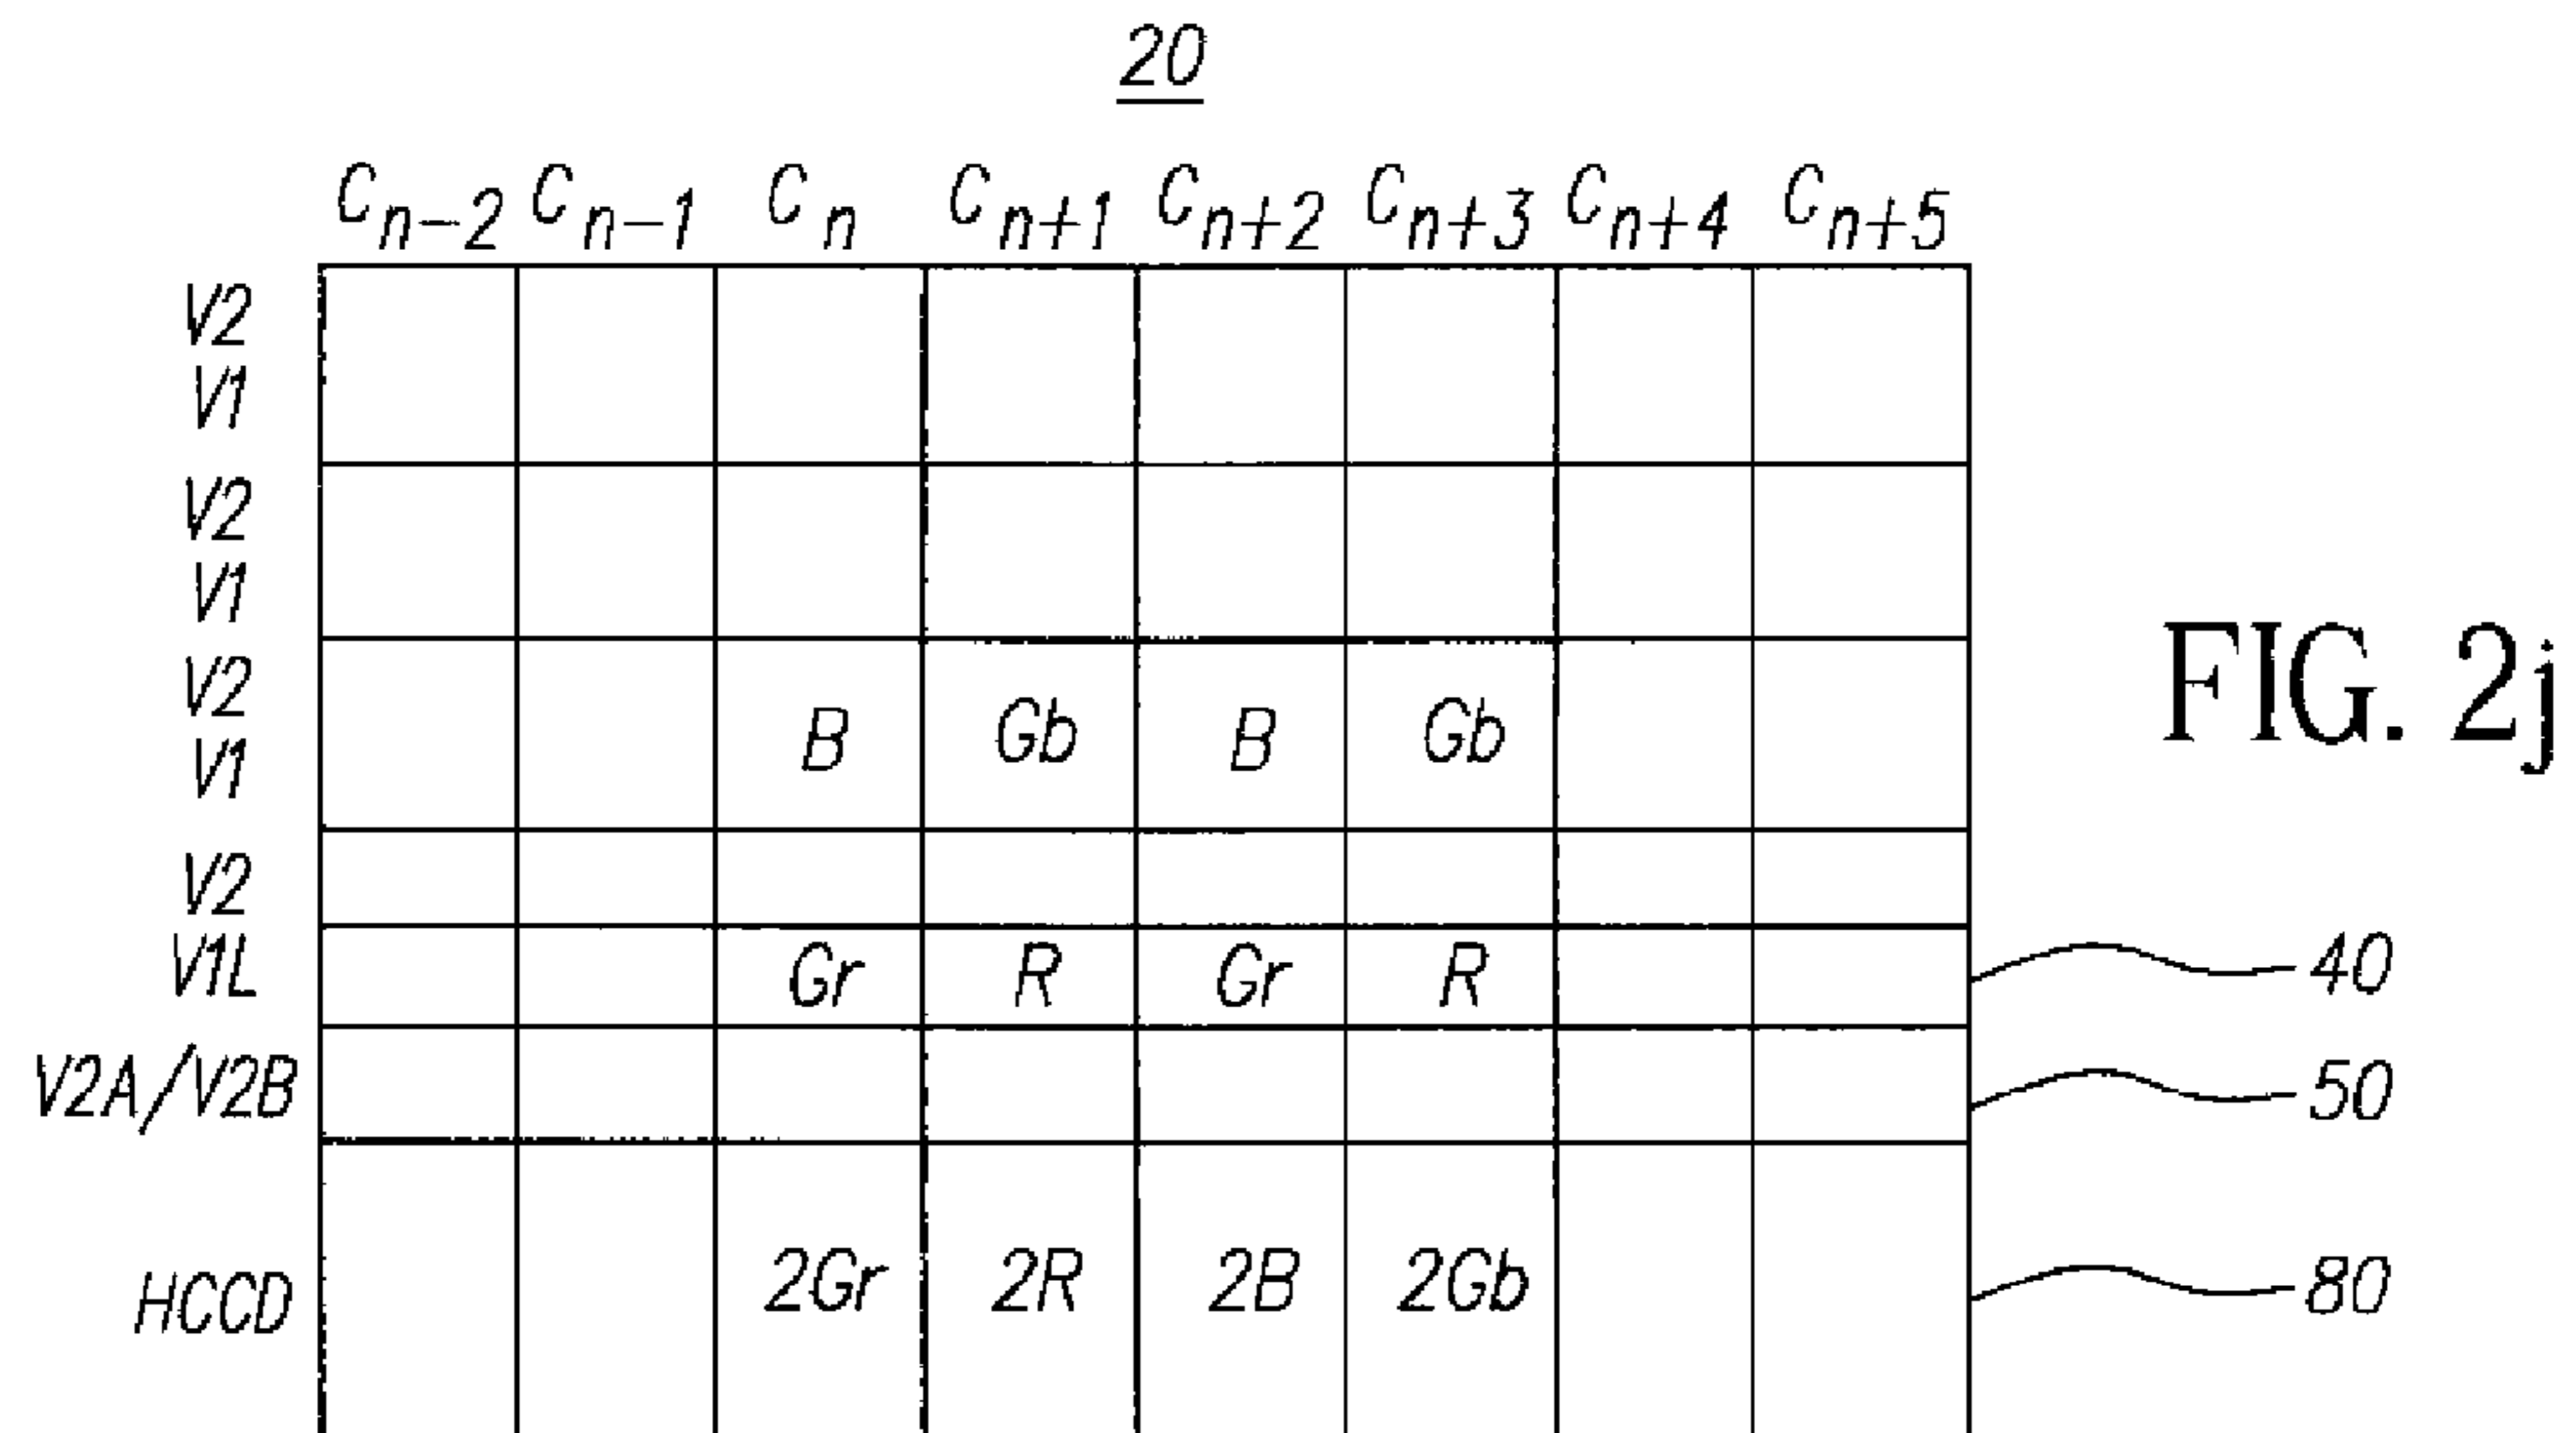 20
Cn-2 Cn-1 Cn Cn+1 Cn+2 Cn+3 Cn+4 Cn+5
V2
V1
V2
V1
V2
V1 B Gb B Gb
FIG. 2j
V2
V1L Gr R Gr R 40
V2A/V2B 50
HCCD 2Gr 2R 2B 2Gb 80